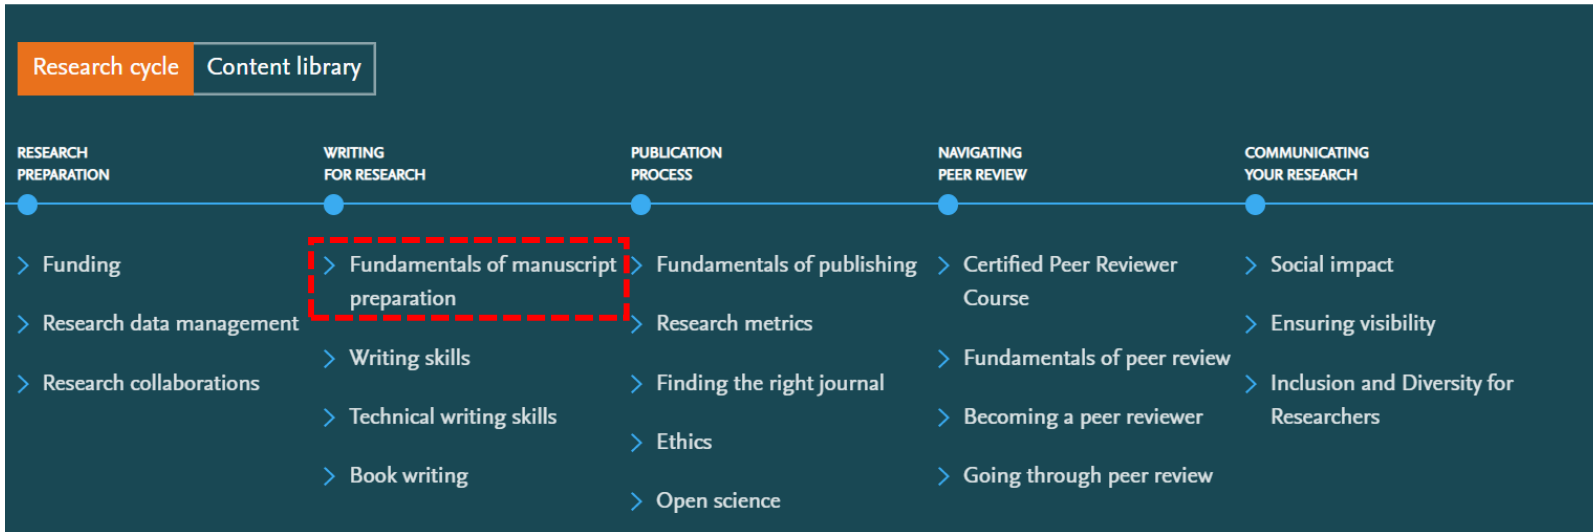 Research cycle
Content library
RESEARCH
PREPARATION
Funding
Research data management
Research collaborations
WRITING
FOR RESEARCH
Fundamentals of manuscript
preparation
Writing skills
Technical writing skills
Book writing
PUBLICATION
PROCESS
Fundamentals of publishing
Research metrics
Finding the right journal
Ethics
Open science
NAVIGATING
PEER REVIEW
Certified Peer Reviewer
Course
Fundamentals of peer review
Becoming a peer reviewer
Going through peer review
COMMUNICATING
YOUR RESEARCH
Social impact
Ensuring visibility
Inclusion and Diversity for
Researchers